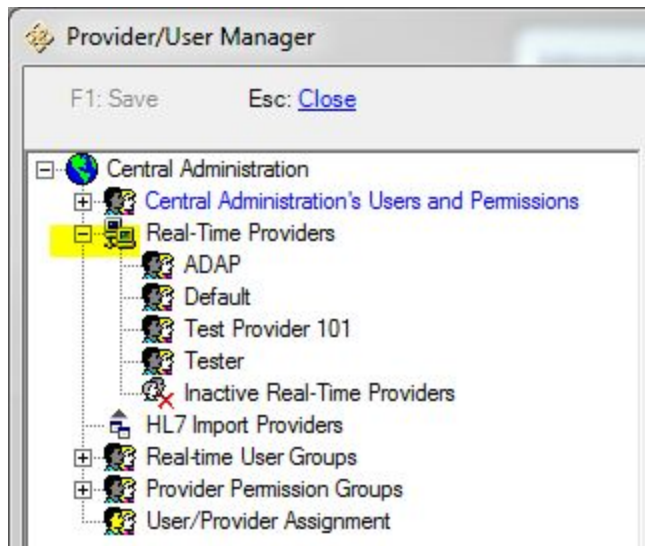 Provider/User Manager
F1: Save Esc: Close
Central Administration
Central Administration's Users and Permissions
Real-Time Providers
ADAP
Default
Test Provider 101
Tester
Inactive Real-Time Providers
HL7 Import Providers
Real-time User Groups
Provider Permission Groups
User/Provider Assignment